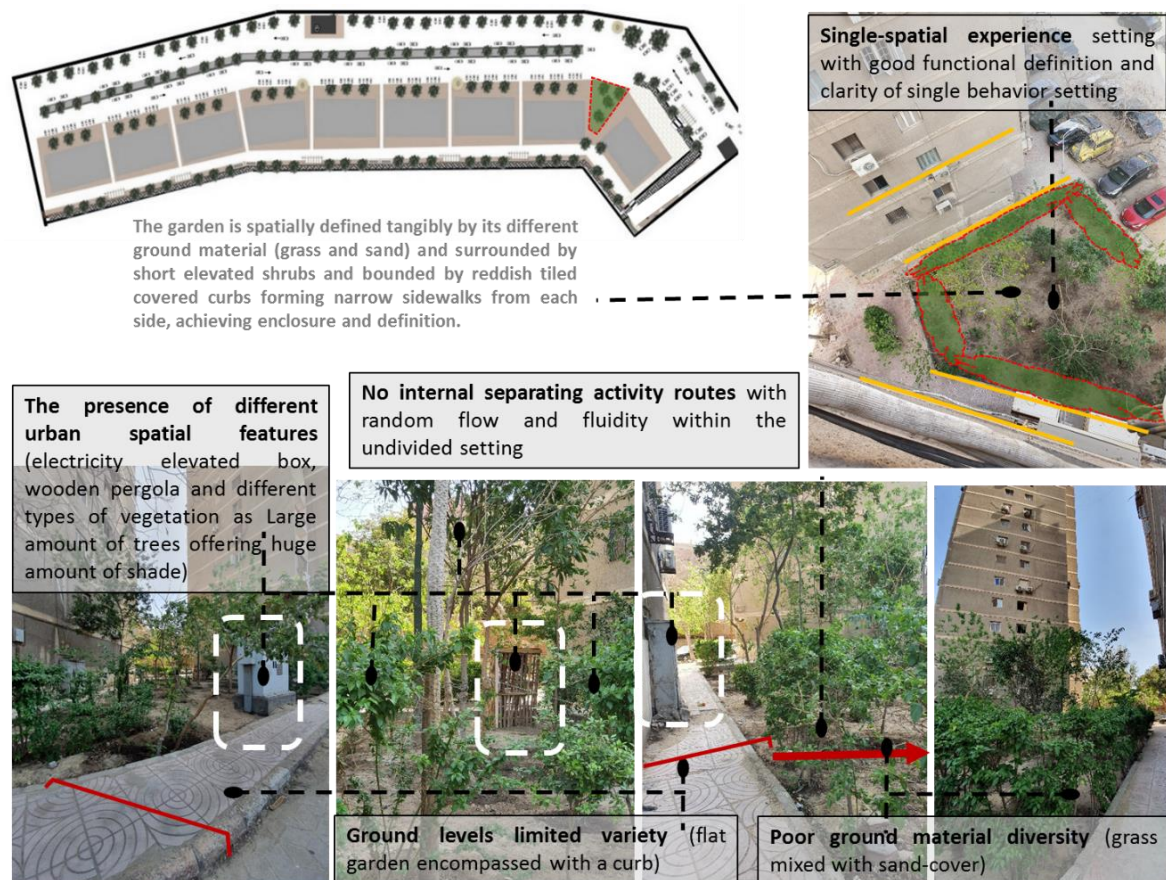 Single-spatial experience setting
with good functional definition and
clarity of single behavior setting
The garden is spatially defined tangibly by its different
ground material (grass and sand) and surrounded by
short elevated shrubs and bounded by reddish tiled
covered curbs forming narrow sidewalks from each
side, achieving enclosure and definition.
The presence of different
urban spatial features
(electricity elevated box,
wooden pergola and different
types of vegetation as Large
amount of trees offering huge
amount of shade)
No internal separating activity routes with
random flow and fluidity within the
undivided setting
Ground levels limited variety (flat
garden encompassed with a curb)
Poor ground material diversity (grass
mixed with sand-cover)